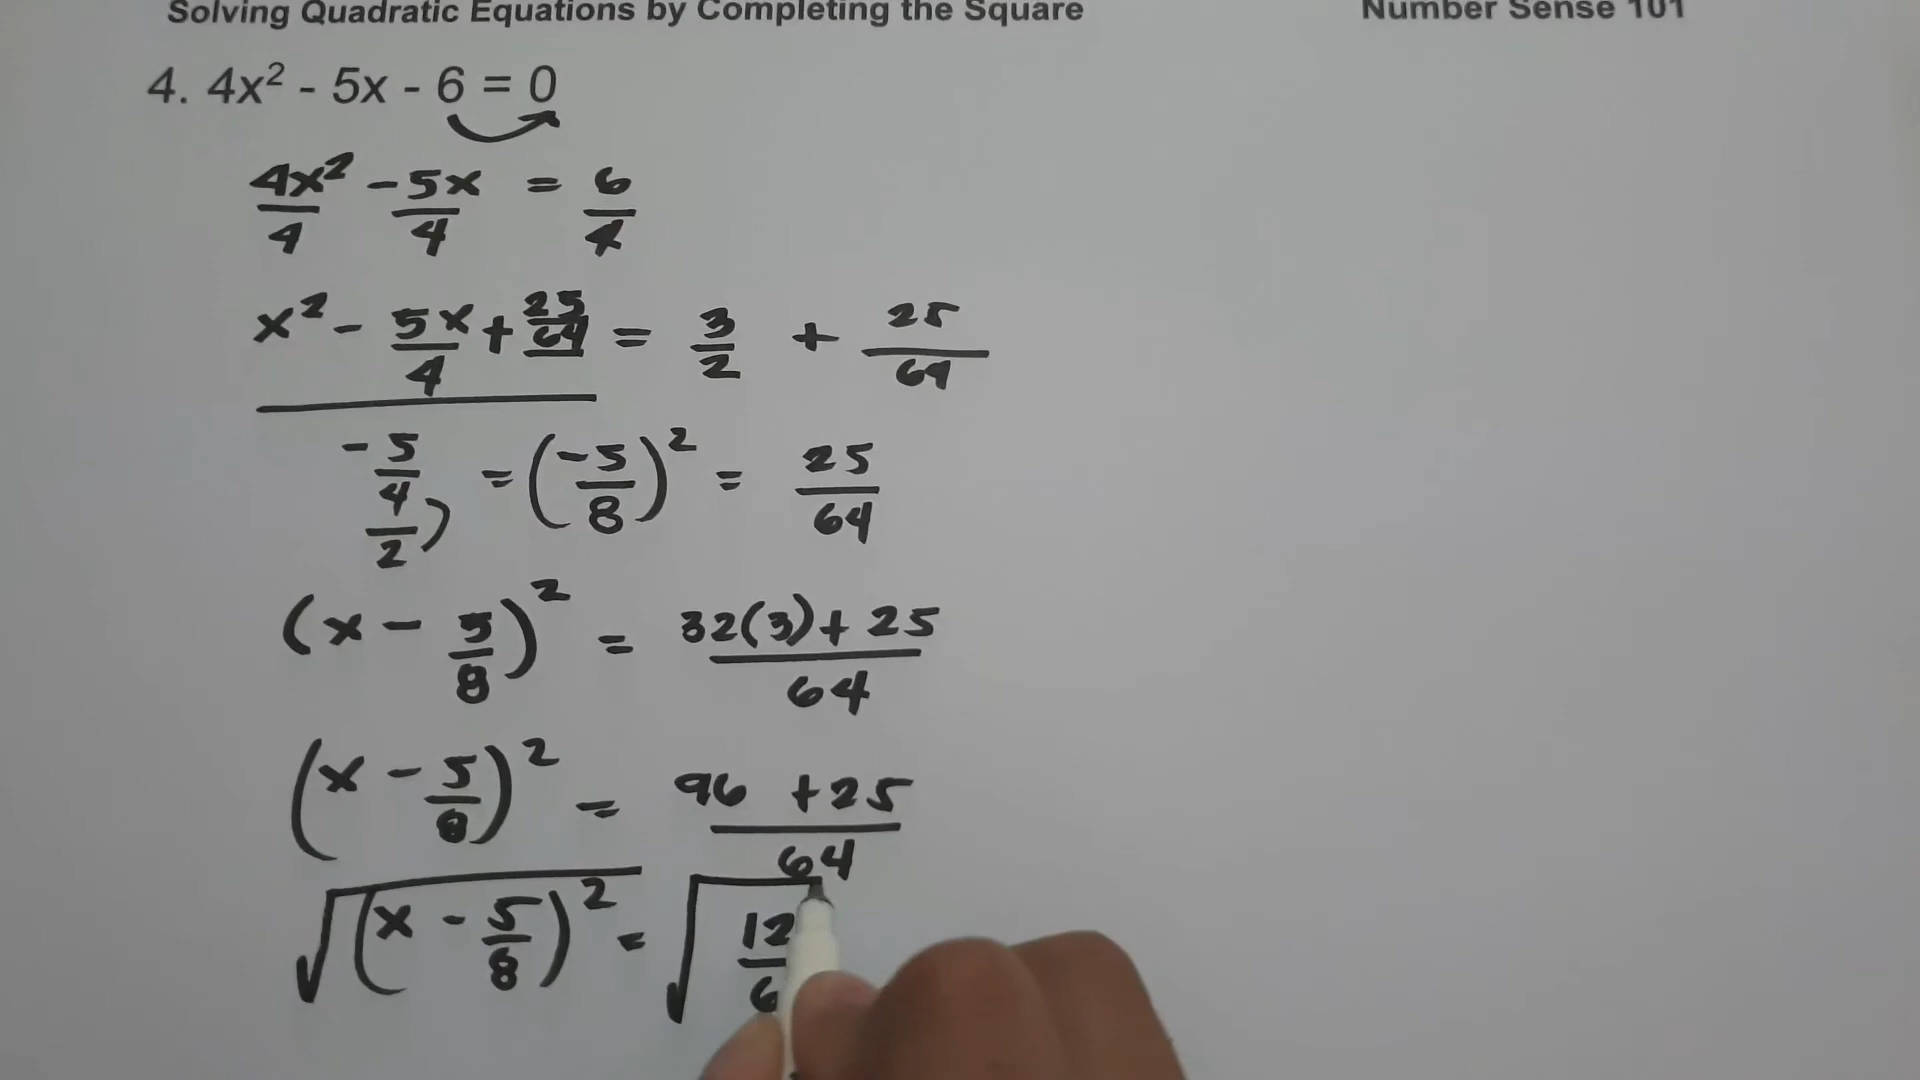 Solving Quadratic Equations by Completing the Square Number Sense 101
4. 4x² - 5x - 6 = 0
4x²/4 - 5x/4 = 6/4
x² - 5x/4 + 25/64 = 3/2 + 25/64
-5/4/2 ) = (-5/8)² = 25/64
(x - 5/8)² = 32(3) + 25/64
(x - 5/8)² = 96 + 25/64
√(x - 5/8)² = √12/6